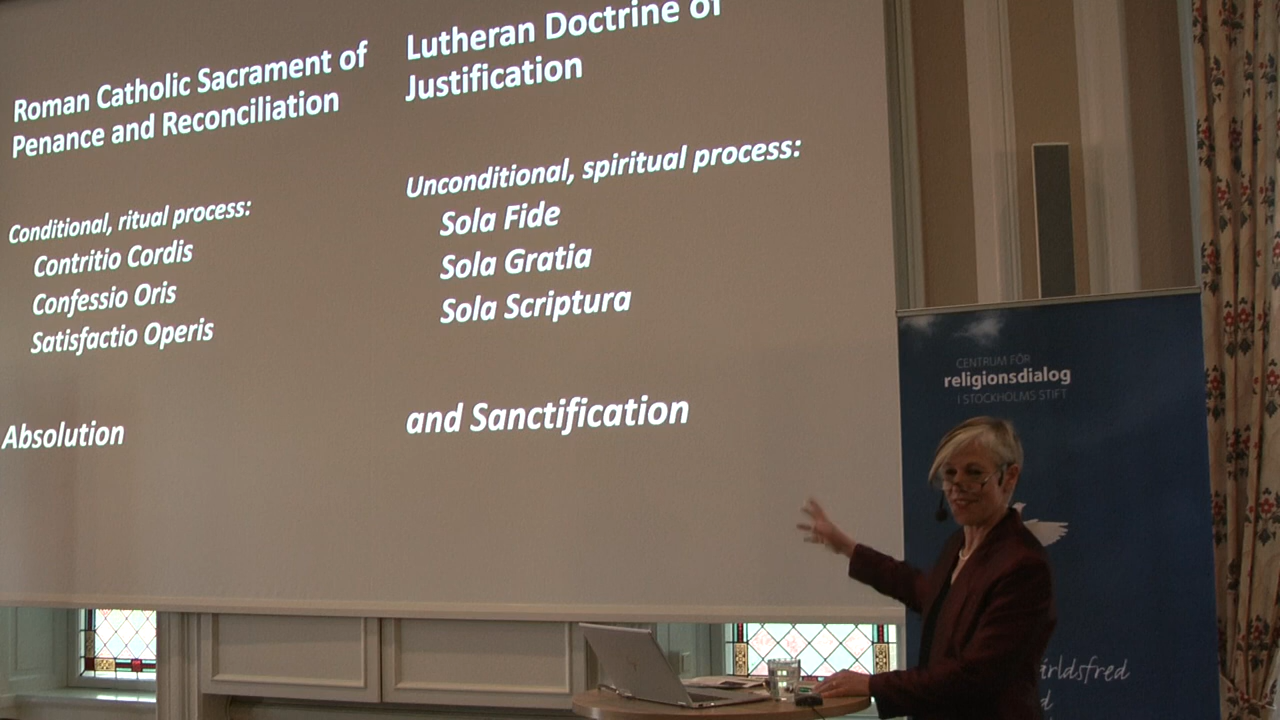 Roman Catholic Sacrament of
Penance and Reconciliation
Conditional, ritual process:
Contritio Cordis
Confessio Oris
Satisfactio Operis
Absolution
Lutheran Doctrine of
Justification
Unconditional, spiritual process:
Sola Fide
Sola Gratia
Sola Scriptura
and Sanctification
CENTRUM FÖR
religionsdialog
I STOCKHOLMS STIFT
ärldsfred
d